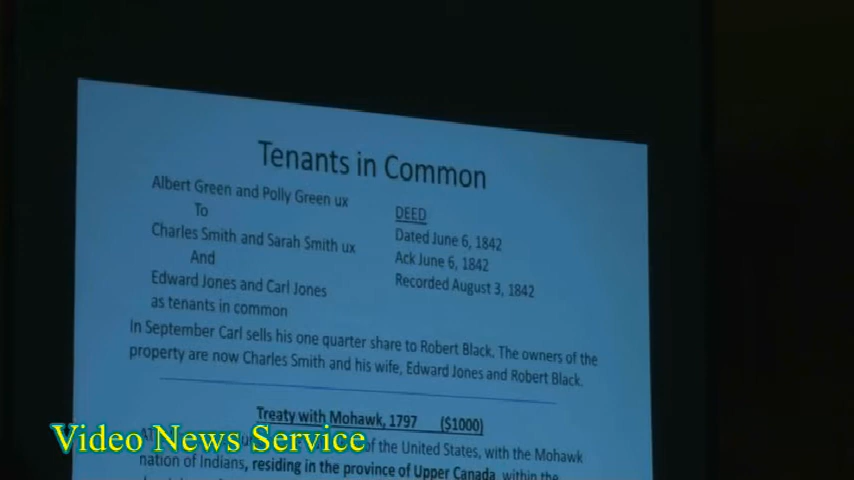 Tenants in Common
Albert Green and Polly Green ux
To
Charles Smith and Sarah Smith ux
And
Edward Jones and Carl Jones
as tenants in common
DEED
Dated June 6, 1842
Ack June 6, 1842
Recorded August 3, 1842
In September Carl sells his one quarter share to Robert Black. The owners of the
property are now Charles Smith and his wife, Edward Jones and Robert Black.
Treaty with Mohawk, 1797 ($1000)
of the United States, with the Mohawk
nation of Indians, residing in the province of Upper Canada, within the
Video News Service